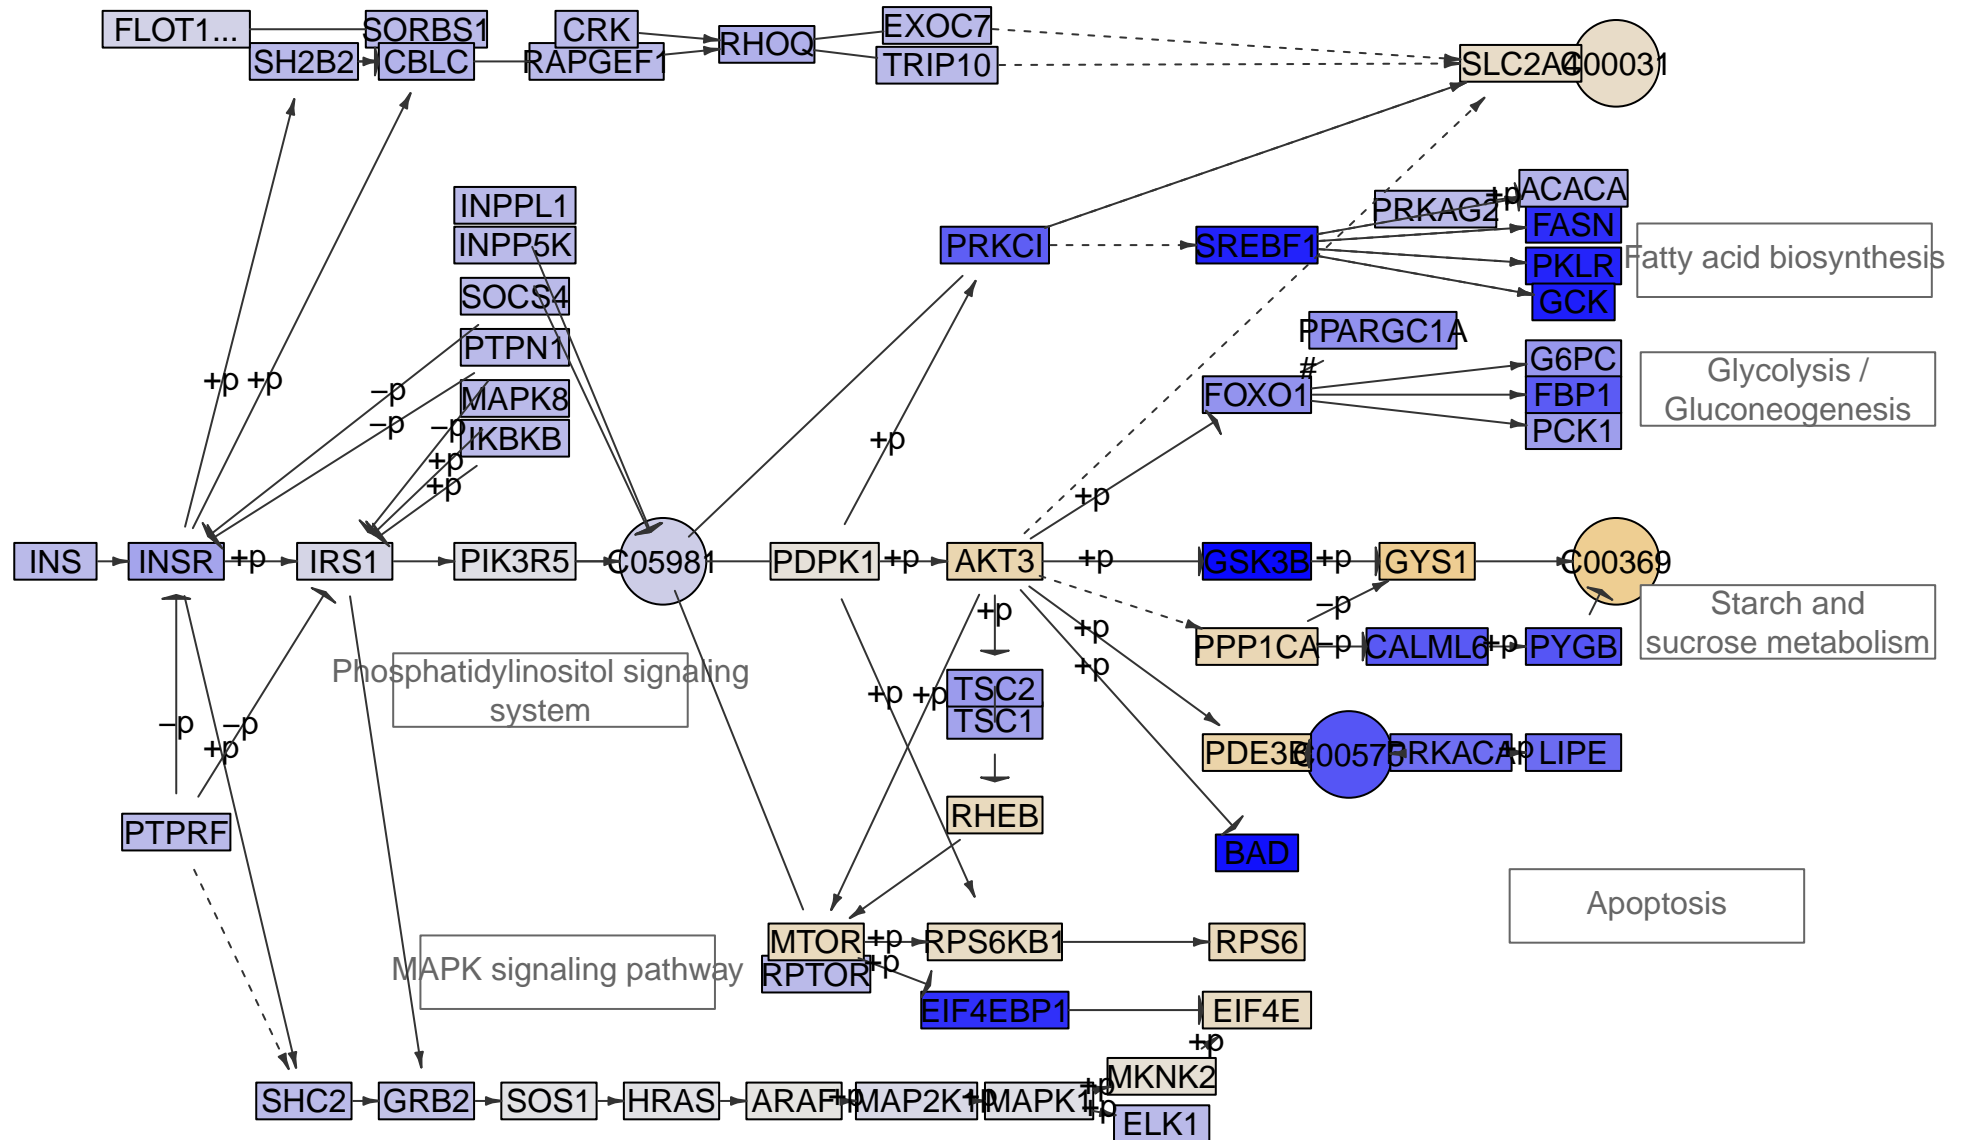 FLOT1...
SORBS1
CRK
EXOC7
SH2B2
CBLC
RAPGEF1
RHOQ
TRIP10
SLC2A4
C00031
INPPL1
INPP5K
SOCS4
PTPN1
MAPK8
IKBKB
PRKCI
SREBF1
PRKAG2
+p
ACACA
FASN
PKLR
GCK
Fatty acid biosynthesis
PPARGC1A
#
FOXO1
G6PC
FBP1
PCK1
Glycolysis /
Gluconeogenesis
+p
+p
−p
−p
−p
+p
+p
+p
+p
INS
INSR
+p
IRS1
PIK3R5
C05981
PDPK1
+p
AKT3
+p
GSK3B
+p
GYS1
C00369
−p
PPP1CA
−p
CALML6
+p
PYGB
Starch and
sucrose metabolism
+p
+p
+p
Phosphatidylinositol signaling
system
+p
+p
TSC2
TSC1
−p
+p
−p
PDE3B
C00575
PRKACA
+p
LIPE
PTPRF
RHEB
BAD
Apoptosis
MTOR
+p
RPS6KB1
RPS6
RPTOR
+p
MAPK signaling pathway
EIF4EBP1
EIF4E
+p
MKNK2
SHC2
GRB2
SOS1
HRAS
ARAF
+p
MAP2K1
+p
MAPK1
+p
+p
ELK1